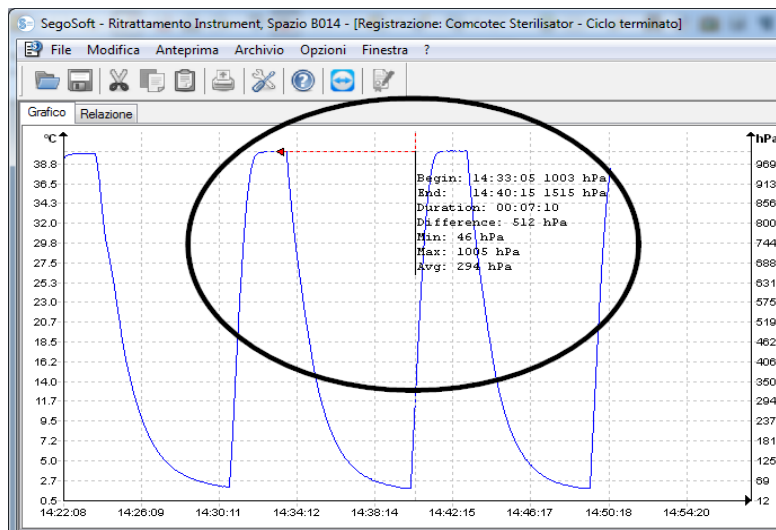 SegoSoft - Ritrattamento Instrument, Spazio B014 - [Registrazione: Comcotec Sterilisator - Ciclo terminato]
File Modifica Anteprima Archivio Opzioni Finestra ?
Grafico Relazione
°C hPa
Begin: 14:33:05 1003 hPa
End: 14:40:15 1515 hPa
Duration: 00:07:10
Difference: 512 hPa
Min: 46 hPa
Max: 1005 hPa
Avg: 294 hPa
38.8 969
36.5 913
34.3 856
32.0 800
29.8 744
27.5 688
25.3 631
23.0 575
20.7 519
18.5 462
16.2 406
14.0 350
11.7 294
9.5 237
7.2 181
5.0 125
2.7 69
0.5 12
14:22:08 14:26:09 14:30:11 14:34:12 14:38:14 14:42:15 14:46:17 14:50:18 14:54:20